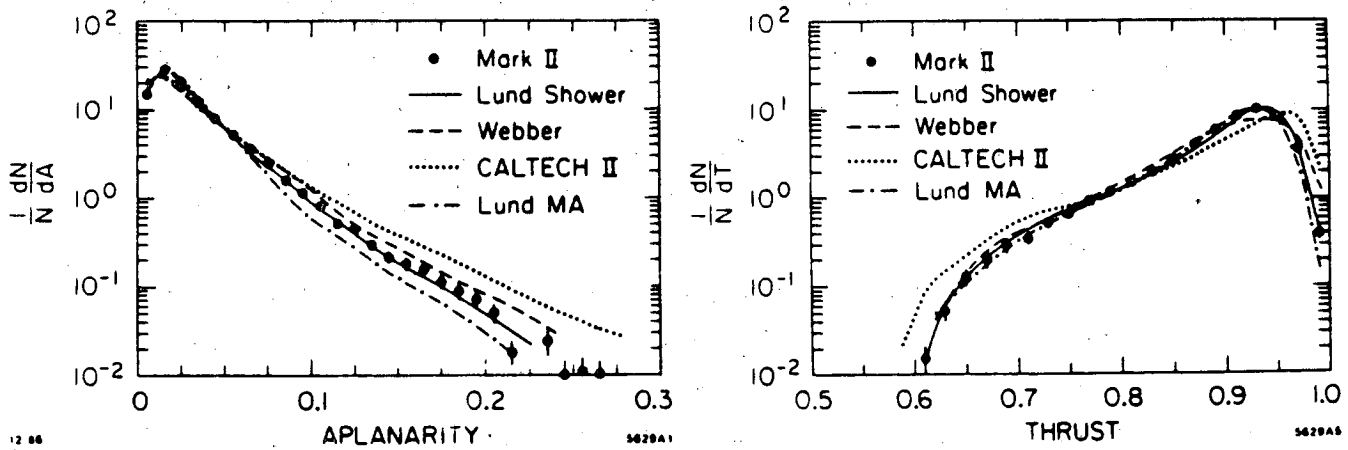 10²
10¹
10⁰
10⁻¹
10⁻²
1/N dN/dA
Mark II
Lund Shower
Webber
CALTECH II
Lund MA
0 0.1 0.2 0.3
APLANARITY
12 86
5629A1
10²
10¹
10⁰
10⁻¹
10⁻²
1/N dN/dT
Mark II
Lund Shower
Webber
CALTECH II
Lund MA
0.5 0.6 0.7 0.8 0.9 1.0
THRUST
5629A5